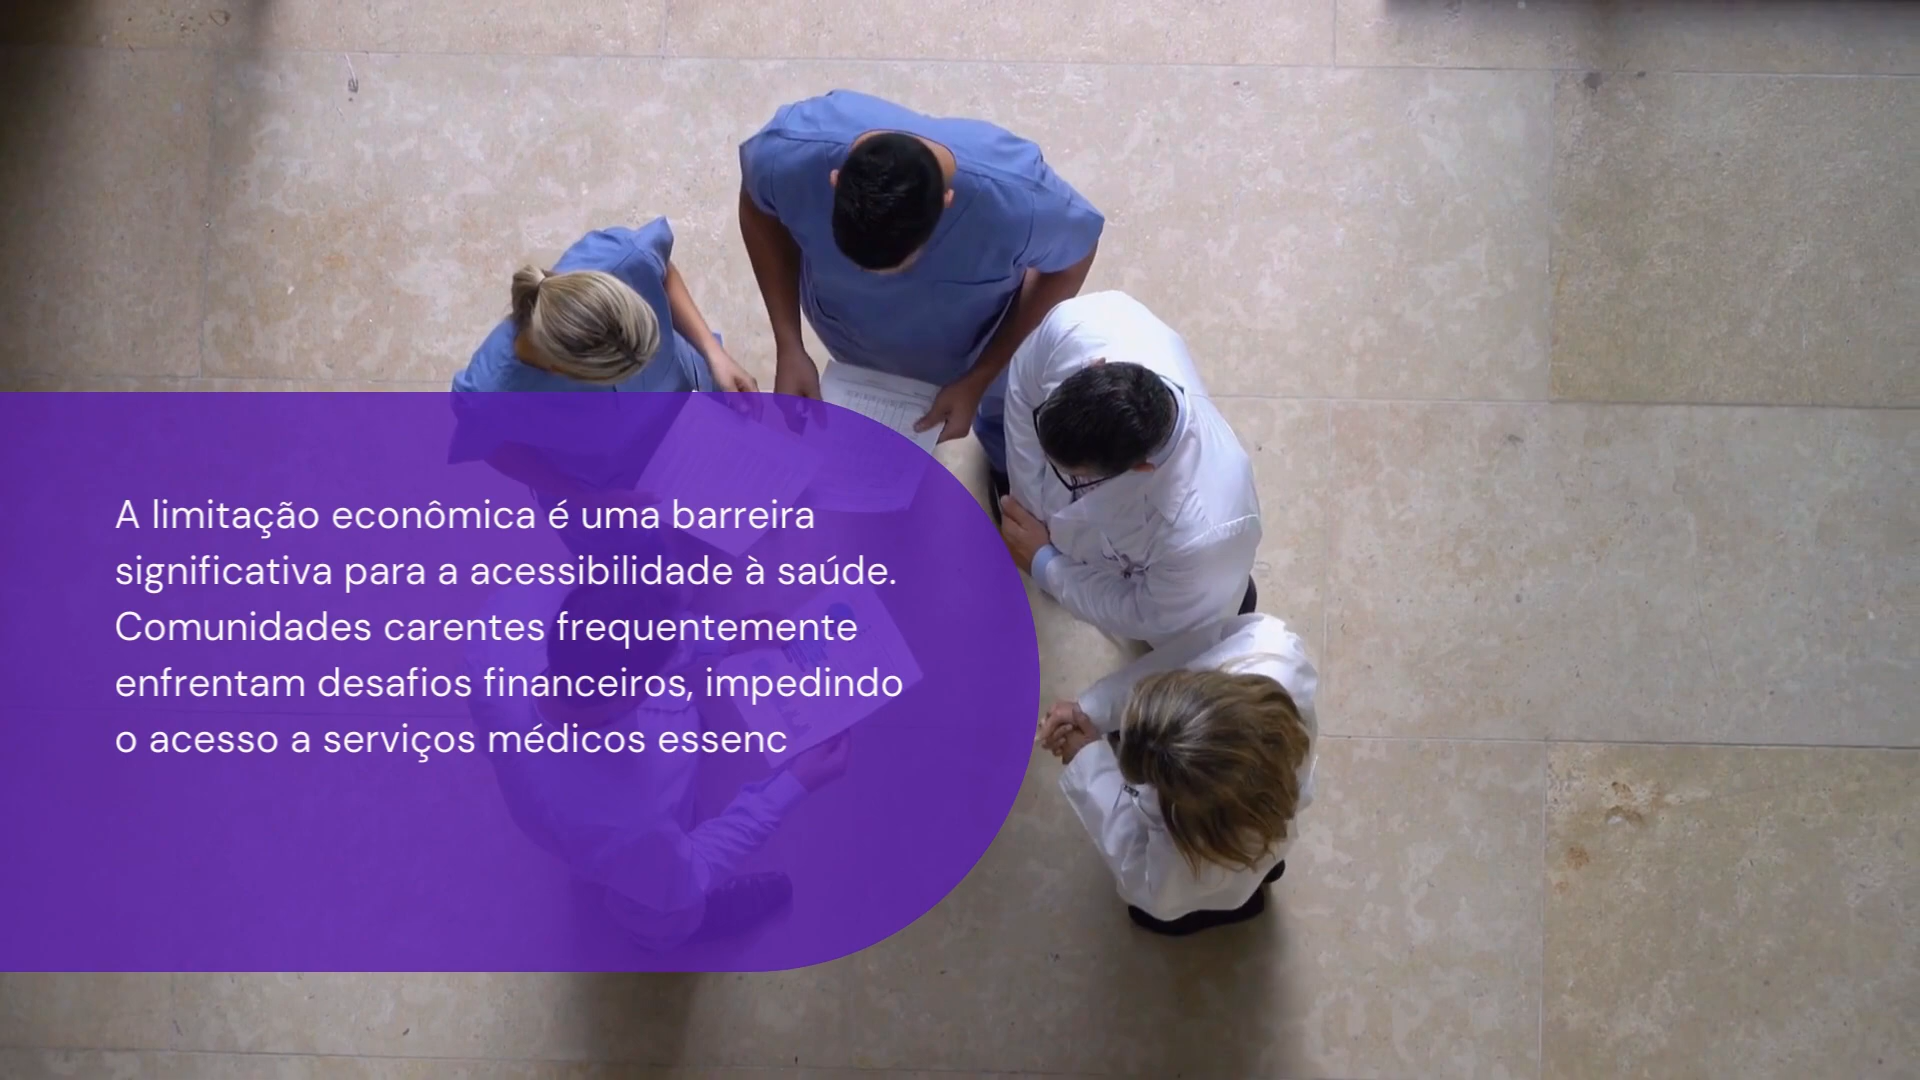 A limitação econômica é uma barreira
significativa para a acessibilidade à saúde.
Comunidades carentes frequentemente
enfrentam desafios financeiros, impedindo
o acesso a serviços médicos essenc